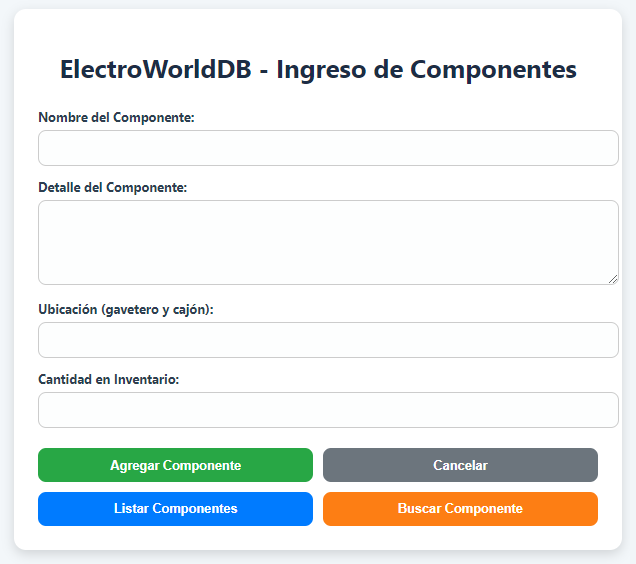 ElectroWorldDB - Ingreso de Componentes
Nombre del Componente:
Detalle del Componente:
Ubicación (gavetero y cajón):
Cantidad en Inventario:
Agregar Componente
Cancelar
Listar Componentes
Buscar Componente